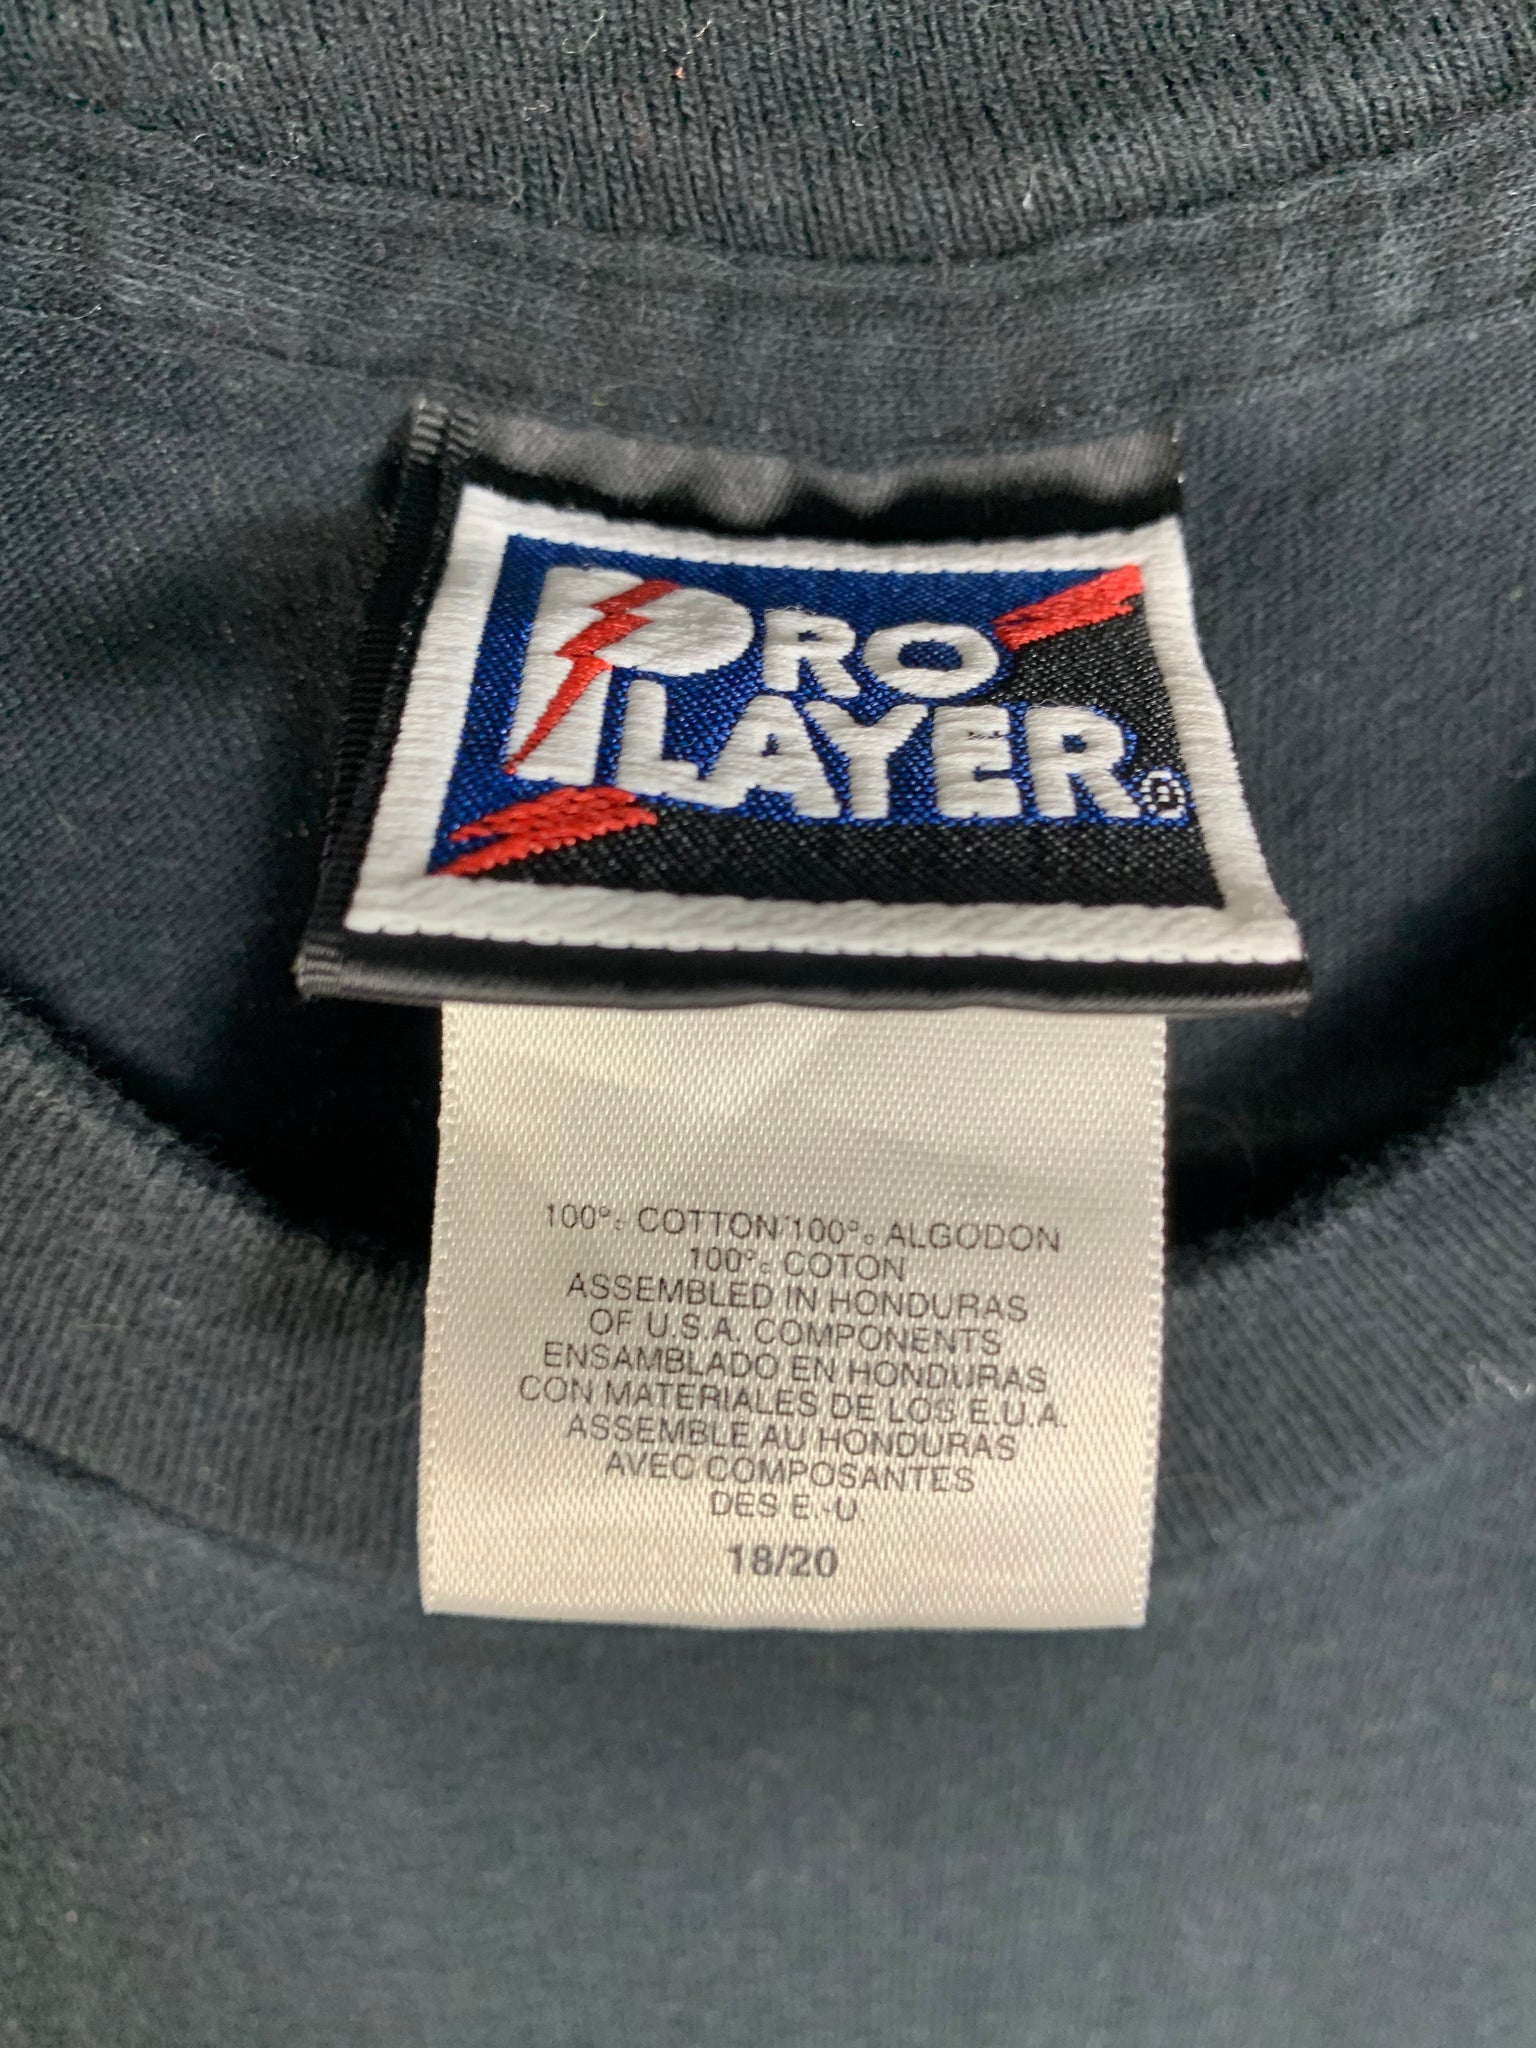 PRO
PLAYER®
100% COTTON/100% ALGODON
100% COTON
ASSEMBLED IN HONDURAS
OF U.S.A. COMPONENTS
ENSAMBLADO EN HONDURAS
CON MATERIALES DE LOS E.U.A.
ASSEMBLE AU HONDURAS
AVEC COMPOSANTES
DES E.-U.
18/20